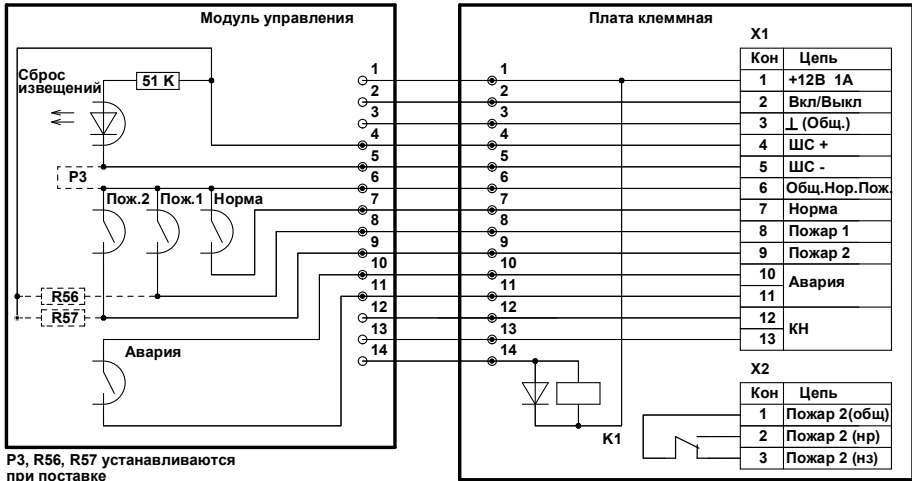 Модуль управления
Сброс
извещений
51 K
P3
Пож.2 Пож.1 Норма
R56
R57
Авария
1
2
3
4
5
6
7
8
9
10
11
12
13
14
P3, R56, R57 устанавливаются
при поставке
Плата клеммная
1
2
3
4
5
6
7
8
9
10
11
12
13
14
K1
X1
Кон Цепь
1 +12В 1А
2 Вкл/Выкл
3 ⊥ (Общ.)
4 ШС +
5 ШС -
6 Общ.Нор.Пож.
7 Норма
8 Пожар 1
9 Пожар 2
10 Авария
11
12 КН
13
X2
Кон Цепь
1 Пожар 2(общ)
2 Пожар 2 (нр)
3 Пожар 2 (нз)